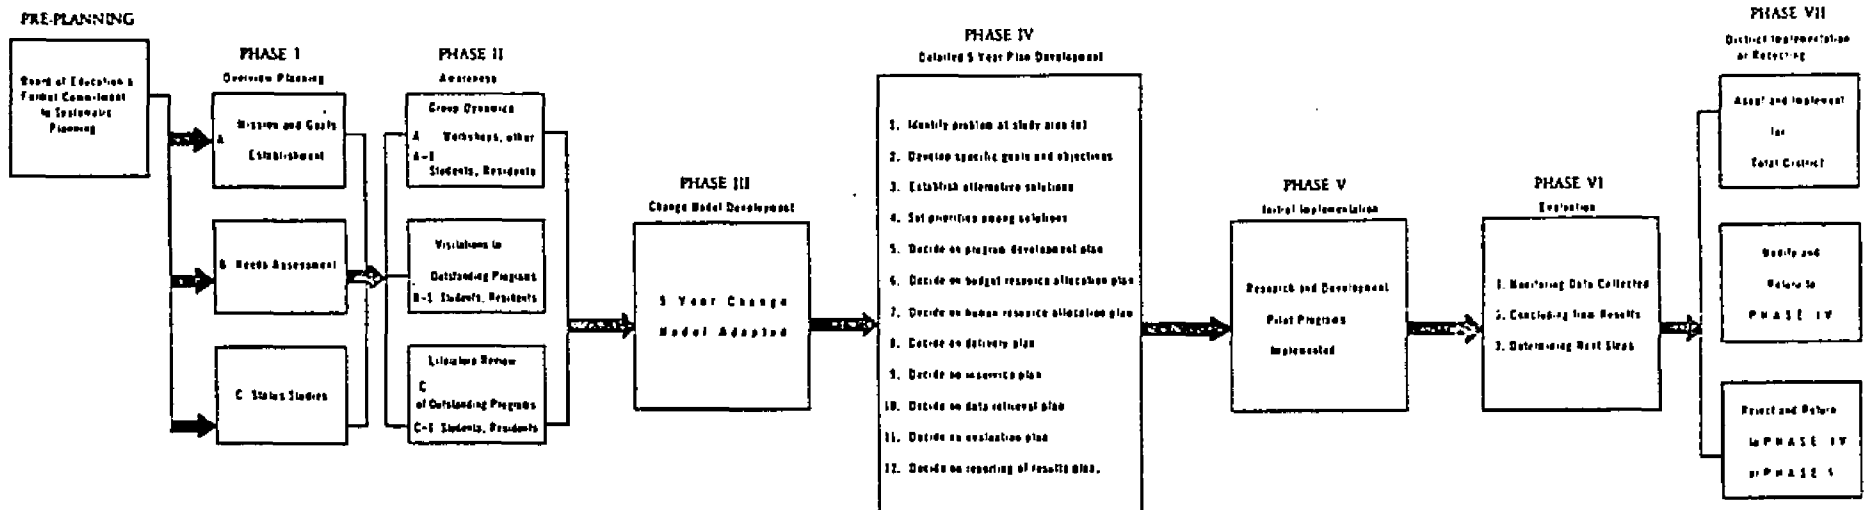 PRE-PLANNING
Board of Education &
Formal Commitment
to Systematic
Planning
PHASE I
Overview Planning
A Mission and Goals
Establishment
B Needs Assessment
C Status Studies
PHASE II
Awareness
Group Dynamics
A Workshops, other
Students, Residents
Visitations to
Outstanding Programs
Students, Residents
Literature Review
C
of Outstanding Programs
Students, Residents
PHASE III
Change Model Development
5 Year Change
Model Adapted
PHASE IV
Detailed 5 Year Plan Development
1. Identify problem at study area (s)
2. Develop specific goals and objectives
3. Establish alternative solutions
4. Set priorities among solutions
5. Decide on program development plan
6. Decide on budget resource allocation plan
7. Decide on human resource allocation plan
8. Decide on delivery plan
9. Decide on inservice plan
10. Decide on data retrieval plan
11. Decide on evaluation plan
12. Decide on reporting of results plan.
PHASE V
Initial Implementation
Research and Development
Pilot Programs
Implemented
PHASE VI
Evaluation
1. Monitoring Data Collected
2. Concluding from Results
3. Determining Next Steps
PHASE VII
District Implementation
or Recycling
Adopt and Implement
for
Total District
Modify and
Return to
PHASE IV
Reject and Return
to PHASE IV
or PHASE